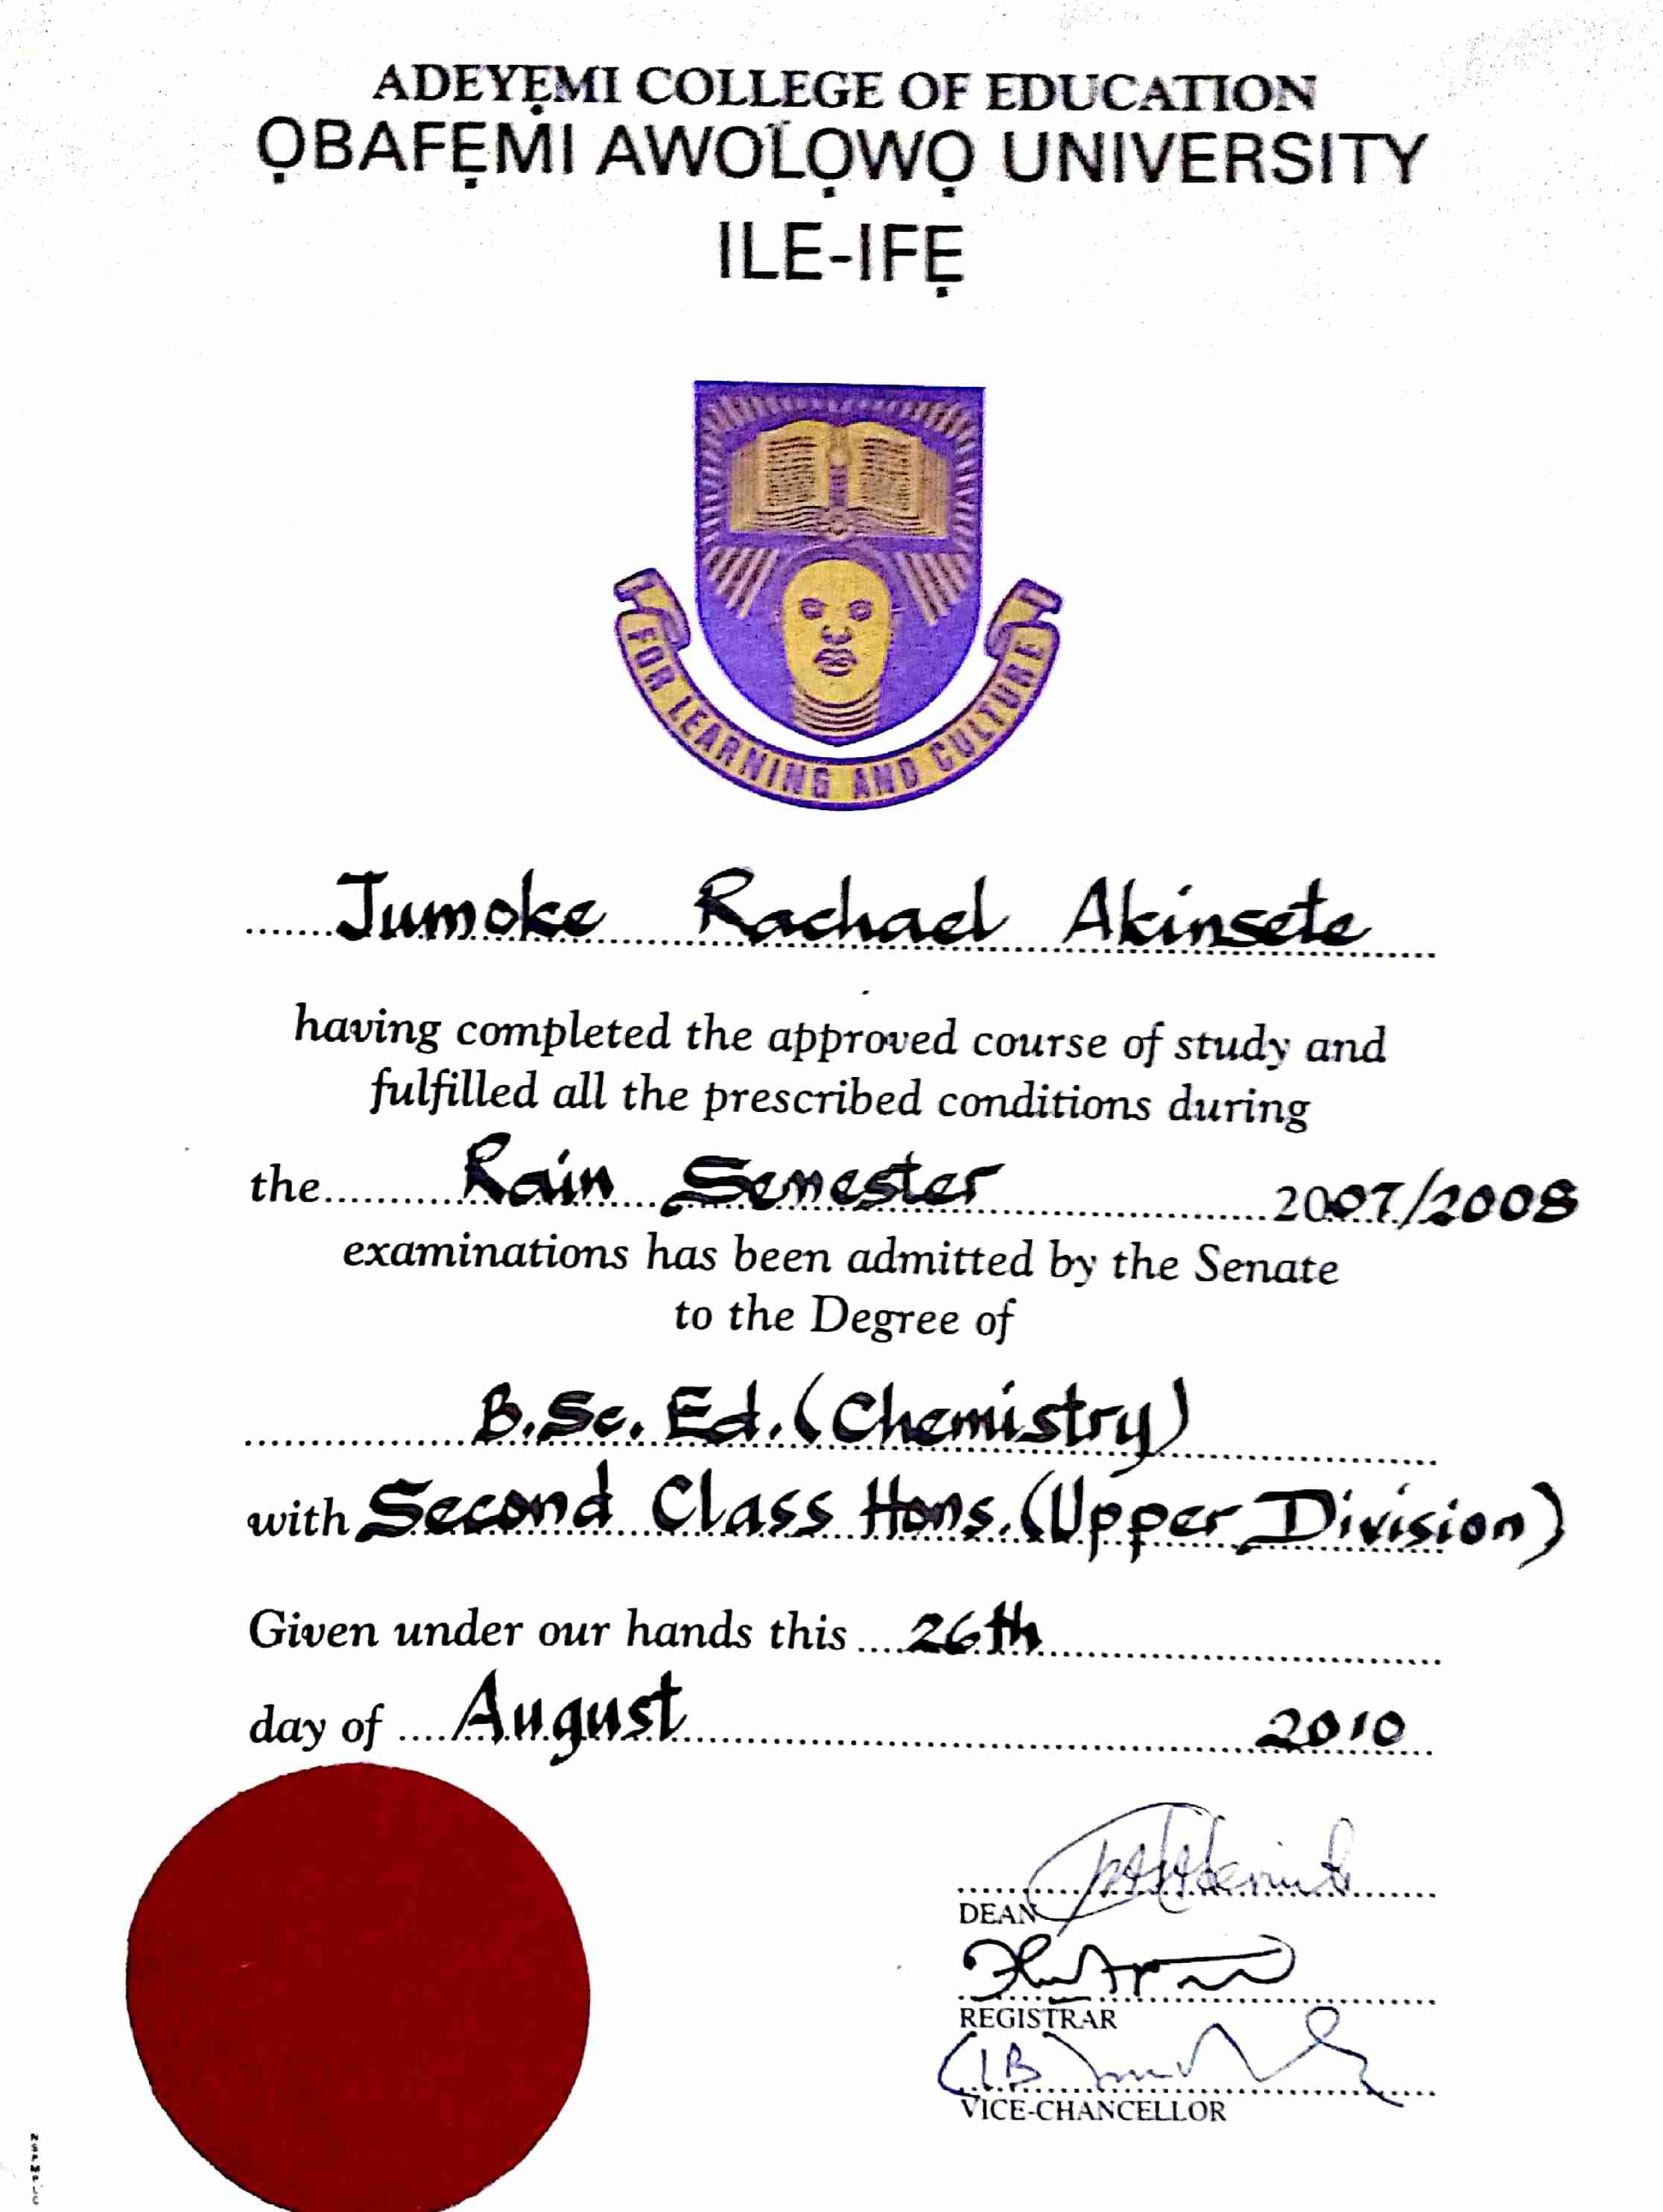 ADEYẸMI COLLEGE OF EDUCATION
ỌBAFẸMI AWOLỌWỌ UNIVERSITY
ILE-IFẸ
FOR LEARNING AND CULTURE
Jumoke Rachael Akinsete
having completed the approved course of study and
fulfilled all the prescribed conditions during
the Rain Semester 2007/2008
examinations has been admitted by the Senate
to the Degree of
B.Sc. Ed. (Chemistry)
with Second Class Hons. (Upper Division)
Given under our hands this 26th
day of August 2010
DEAN
REGISTRAR
VICE-CHANCELLOR